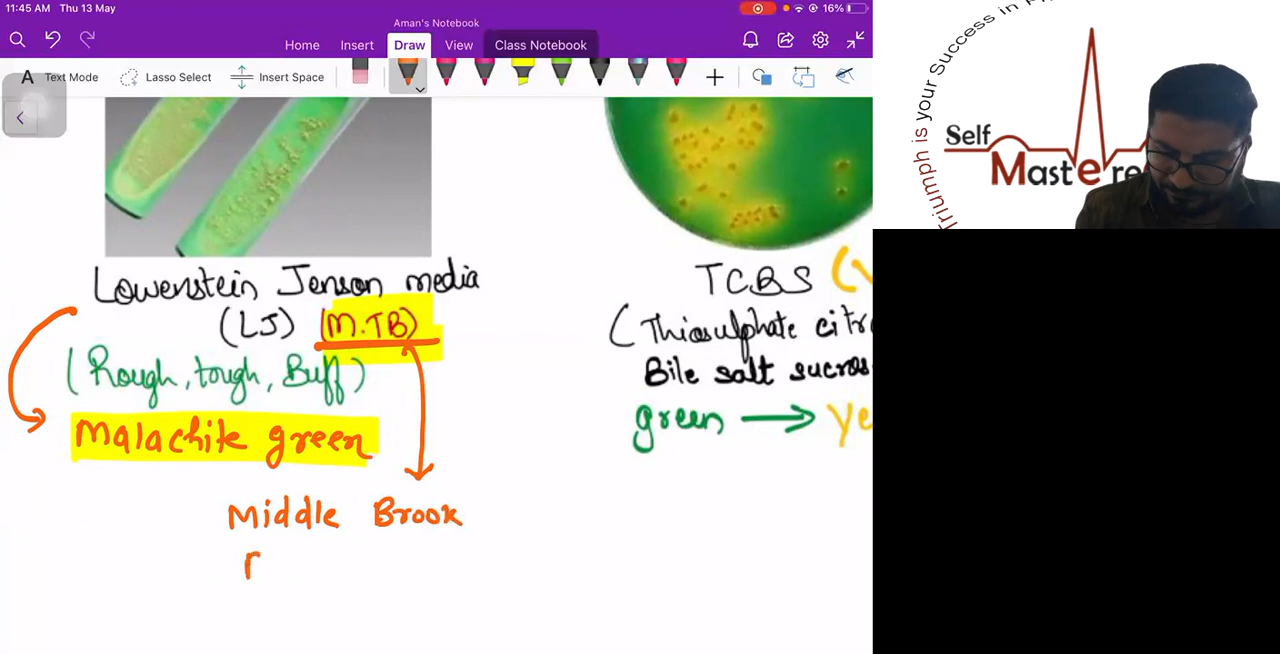 11:45 AM Thu 13 May
16%
Aman's Notebook
Home Insert Draw View Class Notebook
A Text Mode Lasso Select Insert Space
Triumph is your Success in
Self
Mastere
Lowenstein Jenson media
(LJ) (M.TB)
(Rough, tough, Buff)
Malachite green
Middle Brook
TCBS (
(Thiosulphate citr
Bile salt sucros
green → Ye